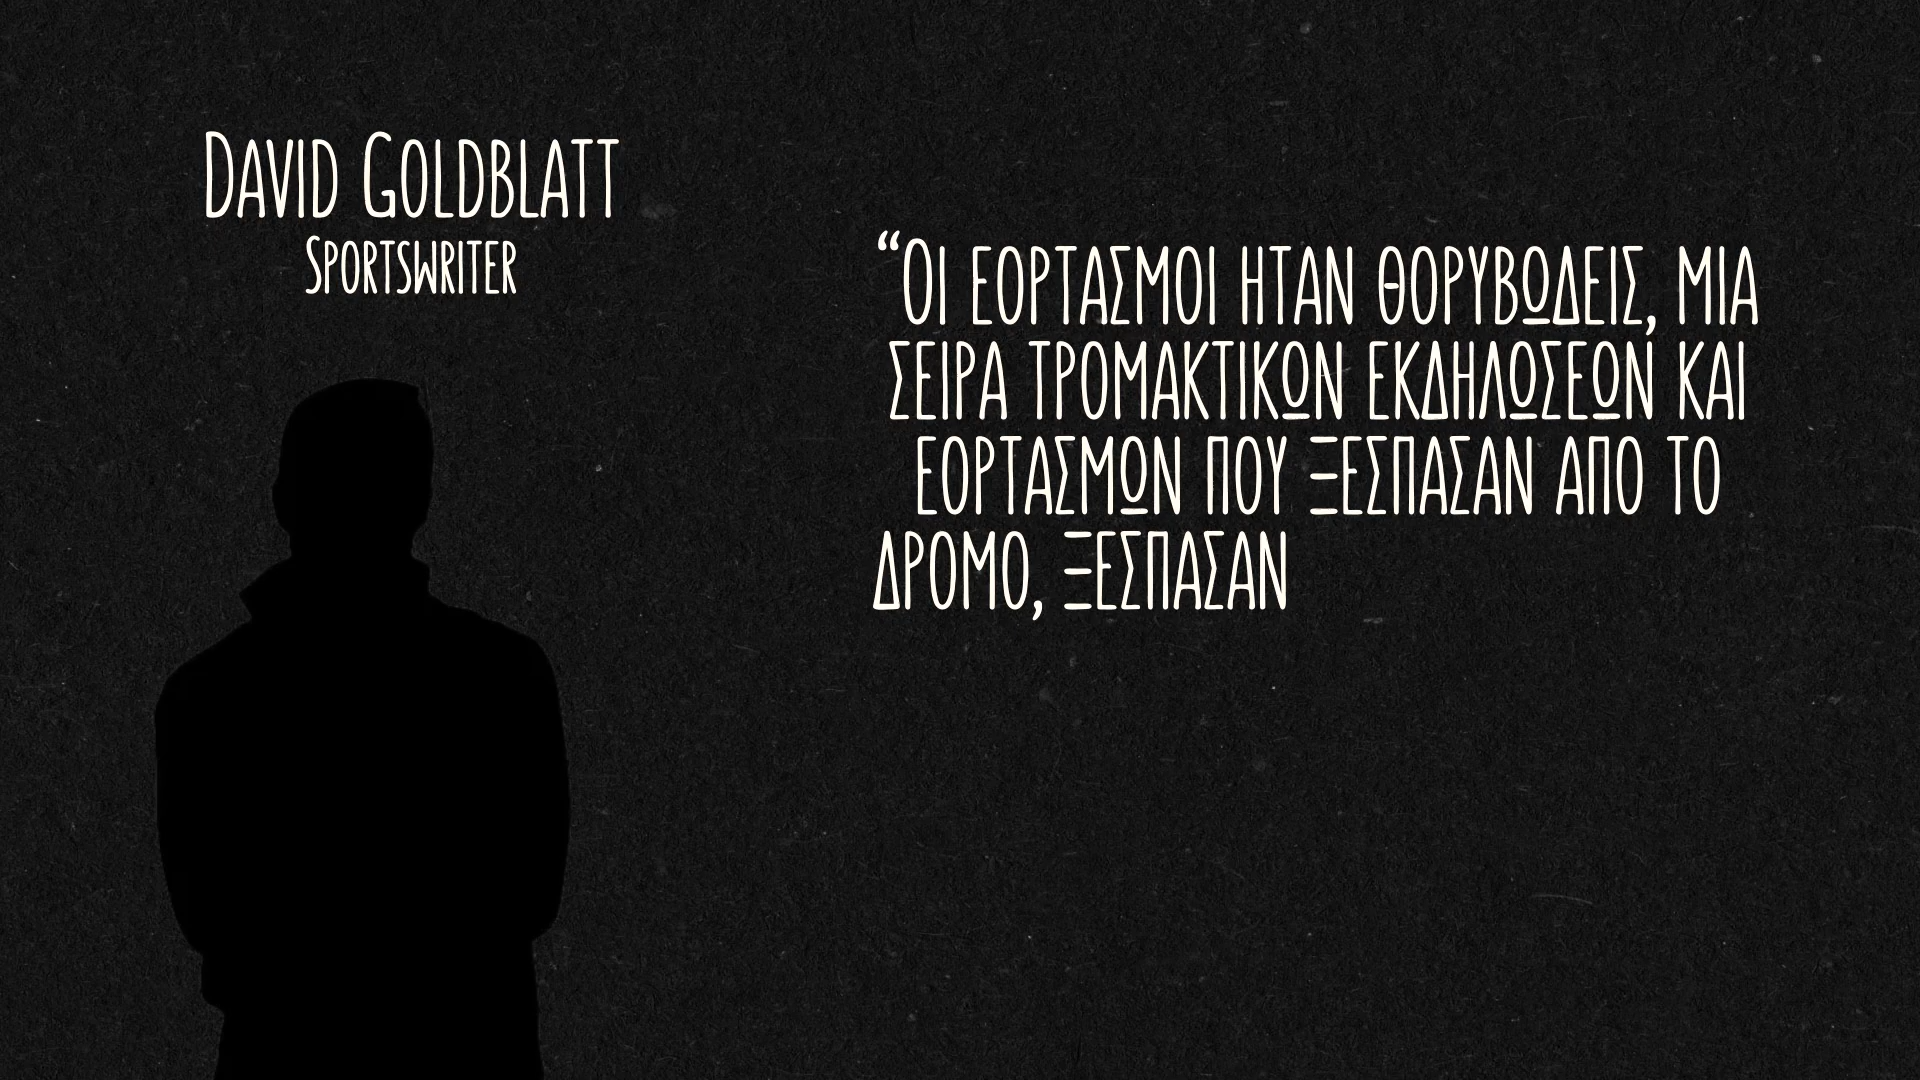 David Goldblatt
Sportswriter
“Οι εορτασμοι ηταν θορυβωδεις, μια
σειρα τρομακτικων εκδηλωσεων και
εορτασμων που ξεσπασαν απο το
δρομο, ξεσπασαν